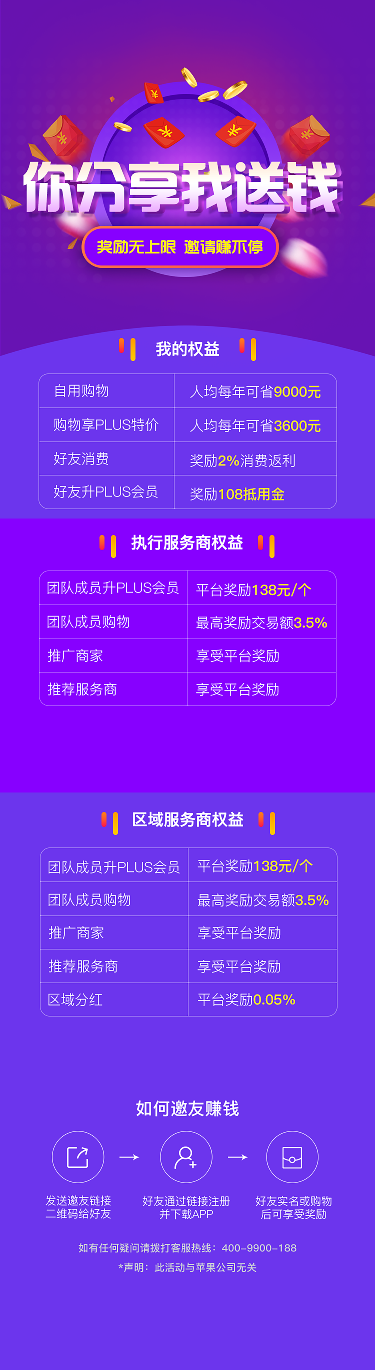 你分享我送钱
奖励无上限 邀请赚不停
我的权益
自用购物 人均每年可省9000元
购物享PLUS特价 人均每年可省3600元
好友消费 奖励2%消费返利
好友升PLUS会员 奖励108抵用金
执行服务商权益
团队成员升PLUS会员 平台奖励138元/个
团队成员购物 最高奖励交易额3.5%
推广商家 享受平台奖励
推荐服务商 享受平台奖励
区域服务商权益
团队成员升PLUS会员 平台奖励138元/个
团队成员购物 最高奖励交易额3.5%
推广商家 享受平台奖励
推荐服务商 享受平台奖励
区域分红 平台奖励0.05%
如何邀友赚钱
发送邀友链接 好友通过链接注册 好友实名或购物
二维码给好友 并下载APP 后可享受奖励
如有任何疑问请拨打客服热线：400-9900-188
*声明：此活动与苹果公司无关